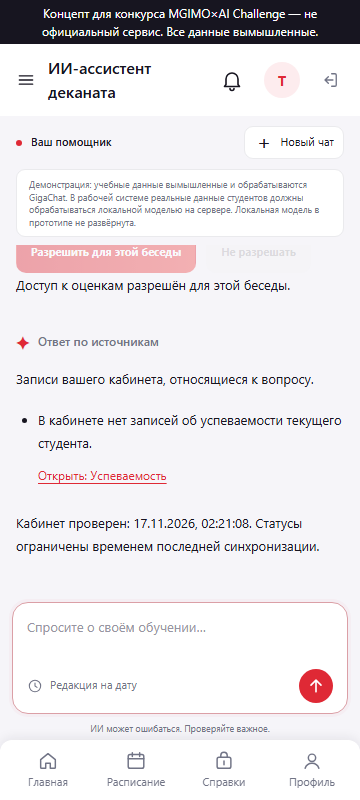 Концепт для конкурса MGIMO×AI Challenge — не
официальный сервис. Все данные вымышленные.
ИИ-ассистент
деканата
Т
Ваш помощник
+ Новый чат
Демонстрация: учебные данные вымышленные и обрабатываются
GigaChat. В рабочей системе реальные данные студентов должны
обрабатываться локальной моделью на сервере. Локальная модель в
прототипе не развёрнута.
Разрешить для этой беседы
Не разрешать
Доступ к оценкам разрешён для этой беседы.
Ответ по источникам
Записи вашего кабинета, относящиеся к вопросу.
• В кабинете нет записей об успеваемости текущего
студента.
Открыть: Успеваемость
Кабинет проверен: 17.11.2026, 02:21:08. Статусы
ограничены временем последней синхронизации.
Спросите о своём обучении...
Редакция на дату
ИИ может ошибаться. Проверяйте важное.
Главная
Расписание
Справки
Профиль